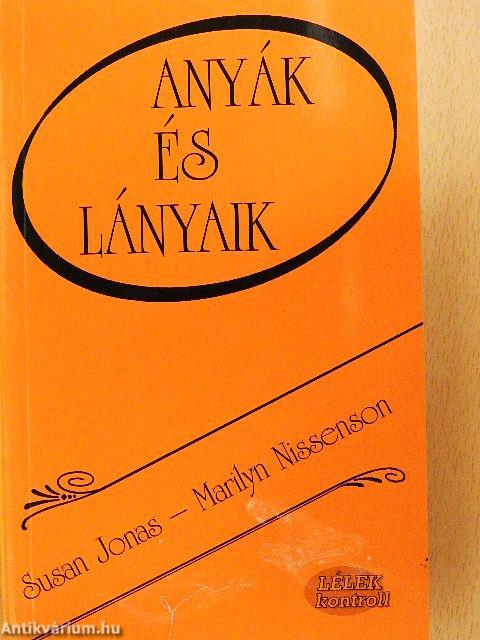 ANYÁK
ÉS
LÁNYAIK
Susan Jonas – Marilyn Nissenson
LÉLEK
kontroll
Antikvárium.hu